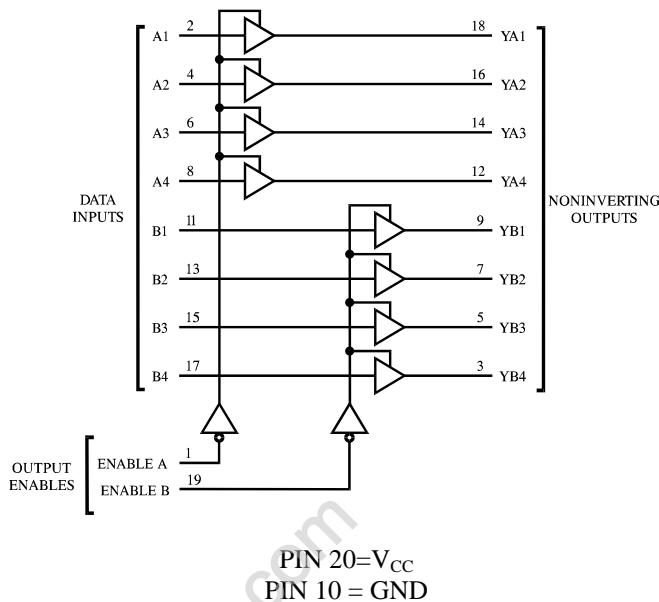 A1 2 18 YA1
A2 4 16 YA2
A3 6 14 YA3
A4 8 12 YA4
DATA
INPUTS
NONINVERTING
OUTPUTS
B1 11 9 YB1
B2 13 7 YB2
B3 15 5 YB3
B4 17 3 YB4
OUTPUT
ENABLES
ENABLE A 1
ENABLE B 19
PIN 20=VCC
PIN 10 = GND
.com